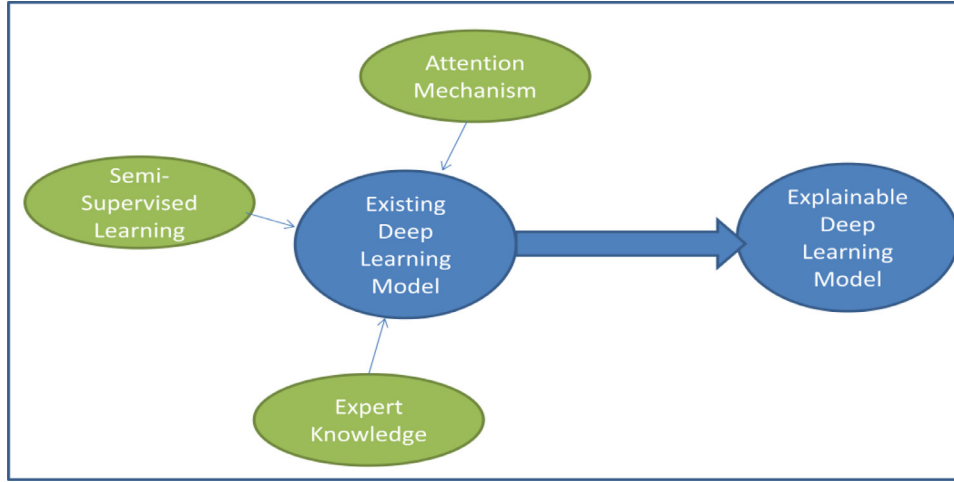 Attention
Mechanism
Semi-
Supervised
Learning
Existing
Deep
Learning
Model
Explainable
Deep
Learning
Model
Expert
Knowledge